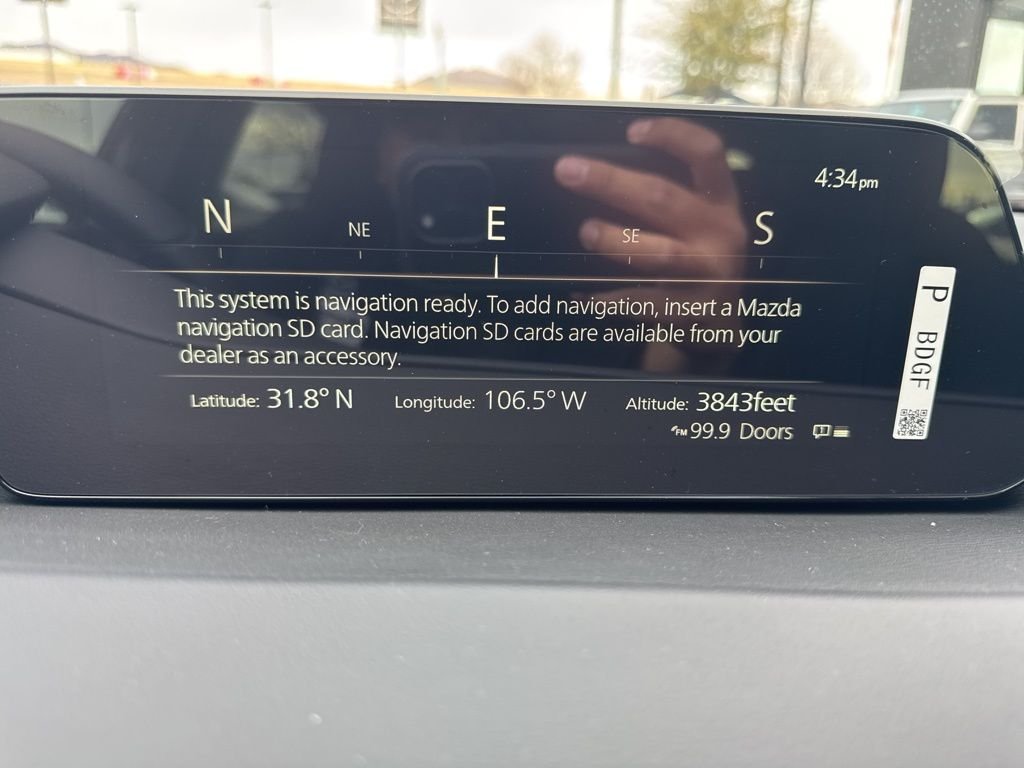 4:34pm
N NE E SE S
This system is navigation ready. To add navigation, insert a Mazda
navigation SD card. Navigation SD cards are available from your
dealer as an accessory.
Latitude: 31.8° N Longitude: 106.5° W Altitude: 3843feet
FM 99.9 Doors
P BDGF